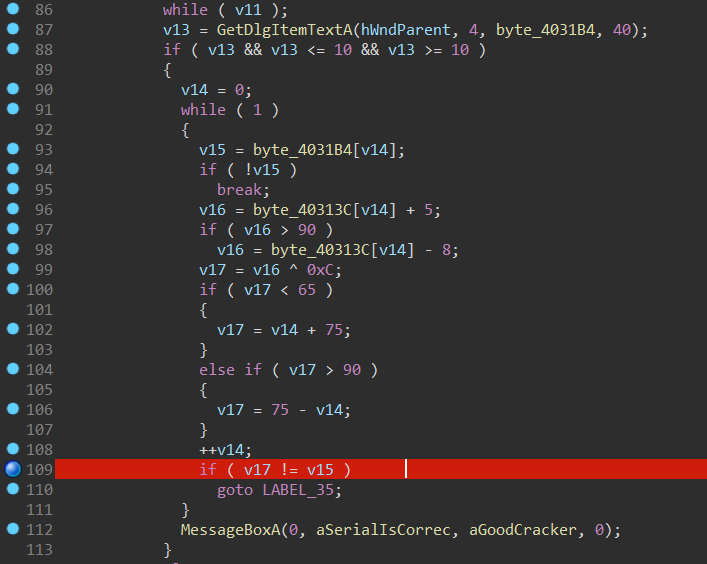 86 while ( v11 );
87 v13 = GetDlgItemTextA(hWndParent, 4, byte_4031B4, 40);
88 if ( v13 && v13 <= 10 && v13 >= 10 )
89 {
90 v14 = 0;
91 while ( 1 )
92 {
93 v15 = byte_4031B4[v14];
94 if ( !v15 )
95 break;
96 v16 = byte_40313C[v14] + 5;
97 if ( v16 > 90 )
98 v16 = byte_40313C[v14] - 8;
99 v17 = v16 ^ 0xC;
100 if ( v17 < 65 )
101 {
102 v17 = v14 + 75;
103 }
104 else if ( v17 > 90 )
105 {
106 v17 = 75 - v14;
107 }
108 ++v14;
109 if ( v17 != v15 )
110 goto LABEL_35;
111 }
112 MessageBoxA(0, aSerialIsCorrec, aGoodCracker, 0);
113 }